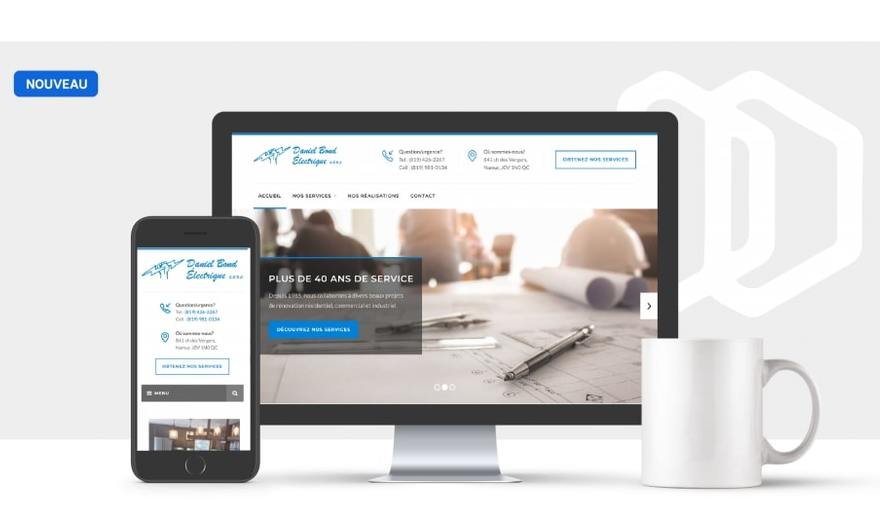 NOUVEAU
Daniel Bond
Électrique s.e.n.c.
Question/urgence?
Tel : (819) 426-2267
Cell : (819) 981-0134
Où sommes-nous?
841 ch des Vergers,
Namur, J0V 1N0 QC
OBTENEZ NOS SERVICES
ACCUEIL
NOS SERVICES
NOS RÉALISATIONS
CONTACT
PLUS DE 40 ANS DE SERVICE
Depuis 1985, nous collaborons à divers beaux projets
de rénovation résidentiel, commercial et industriel.
DÉCOUVREZ NOS SERVICES
Daniel Bond
Électrique
Question/urgence?
Tel : (819) 426-2267
Cell : (819) 981-0134
Où sommes-nous?
841 ch des Vergers,
Namur J0V 1N0 QC
OBTENEZ NOS SERVICES
MENU